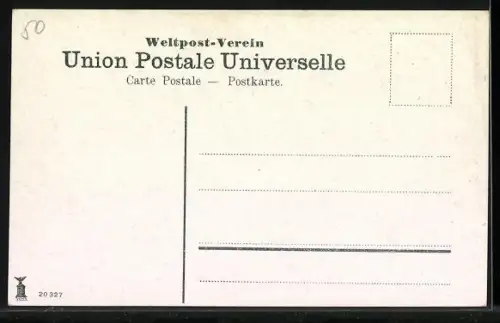 50
Weltpost-Verein
Union Postale Universelle
Carte Postale — Postkarte.
20327